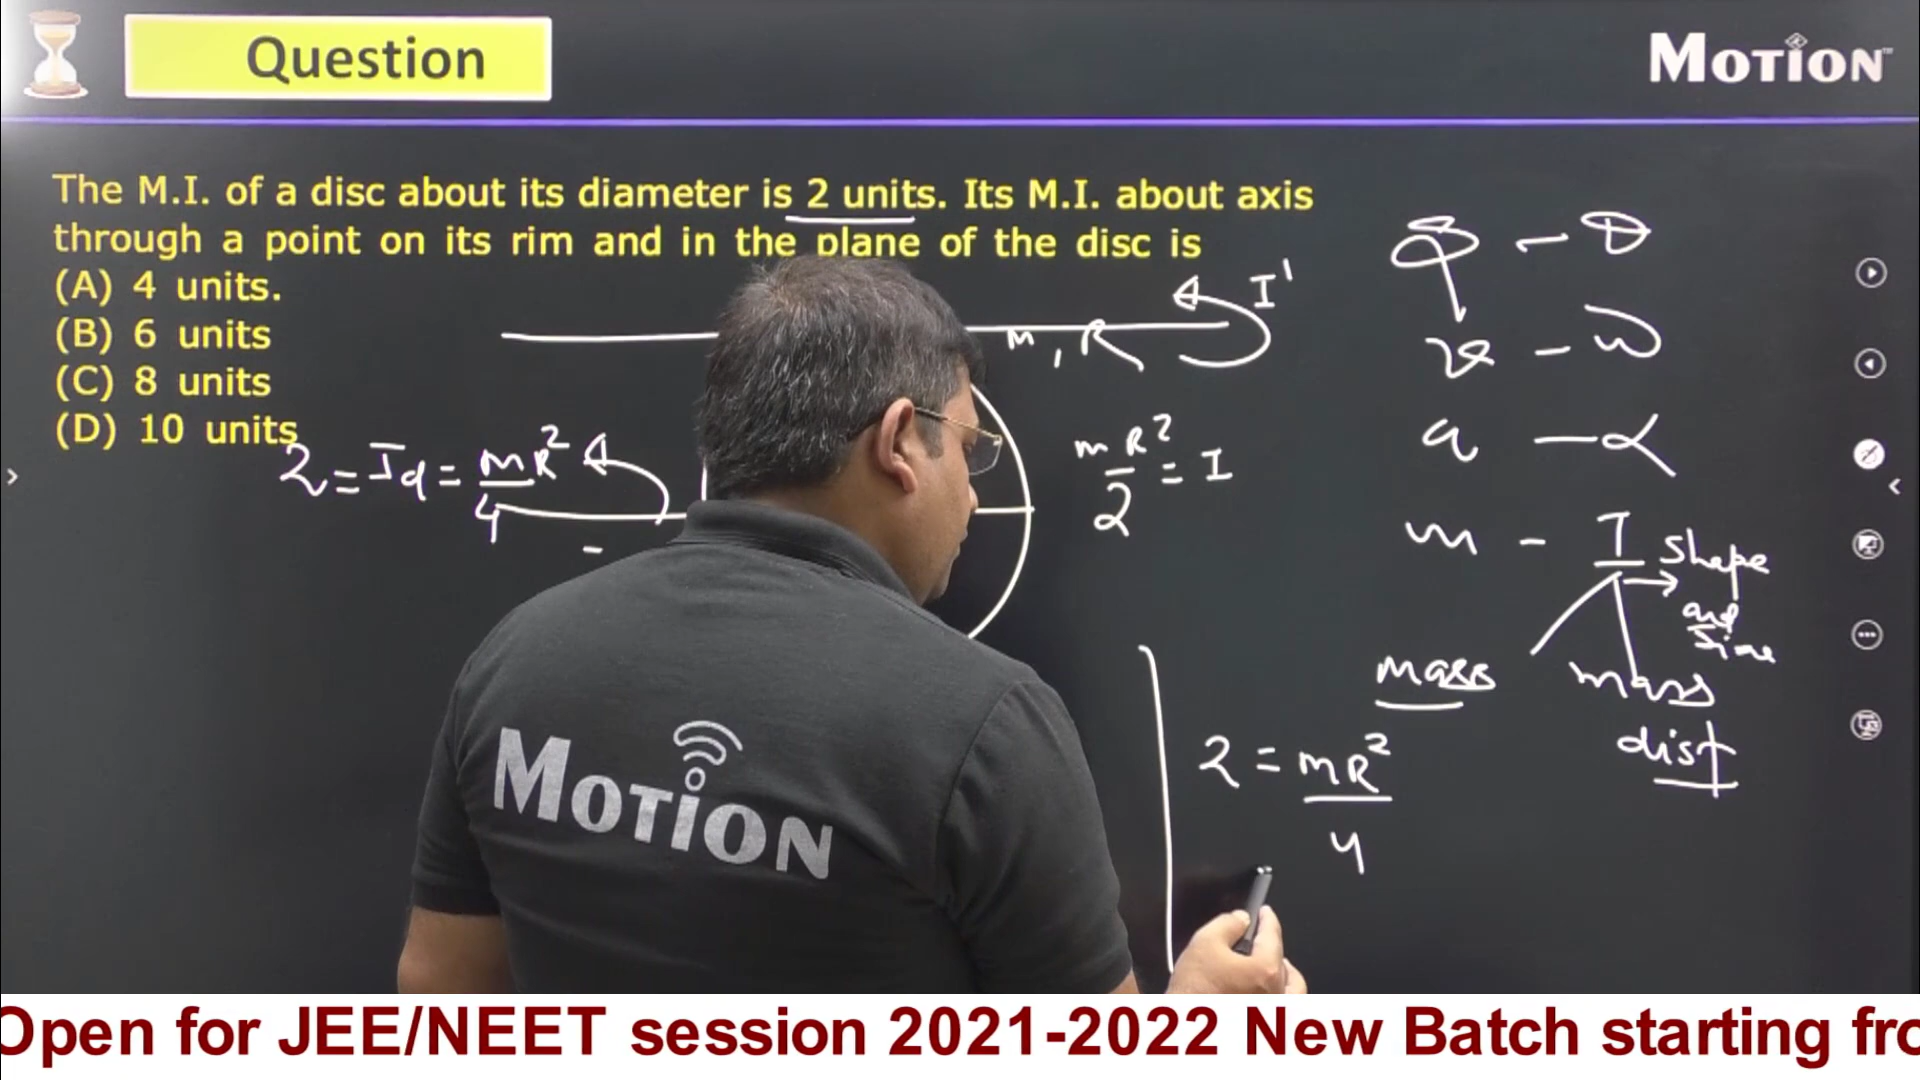 Question
MOTION
The M.I. of a disc about its diameter is 2 units. Its M.I. about axis
through a point on its rim and in the plane of the disc is
(A) 4 units.
(B) 6 units
(C) 8 units
(D) 10 units
I'
M, R
2 = Id = mR²/4
mR²/2 = I
v - ω
a - α
m - I
shape
and
size
mass
mass
dist
2 = mR²/4
MOTION
Open for JEE/NEET session 2021-2022 New Batch starting fro